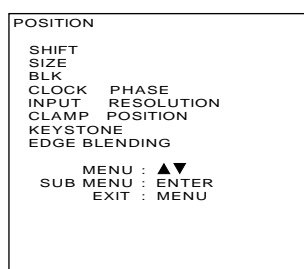 POSITION
SHIFT
SIZE
BLK
CLOCK PHASE
INPUT RESOLUTION
CLAMP POSITION
KEYSTONE
EDGE BLENDING
MENU : ▲▼
SUB MENU : ENTER
EXIT : MENU